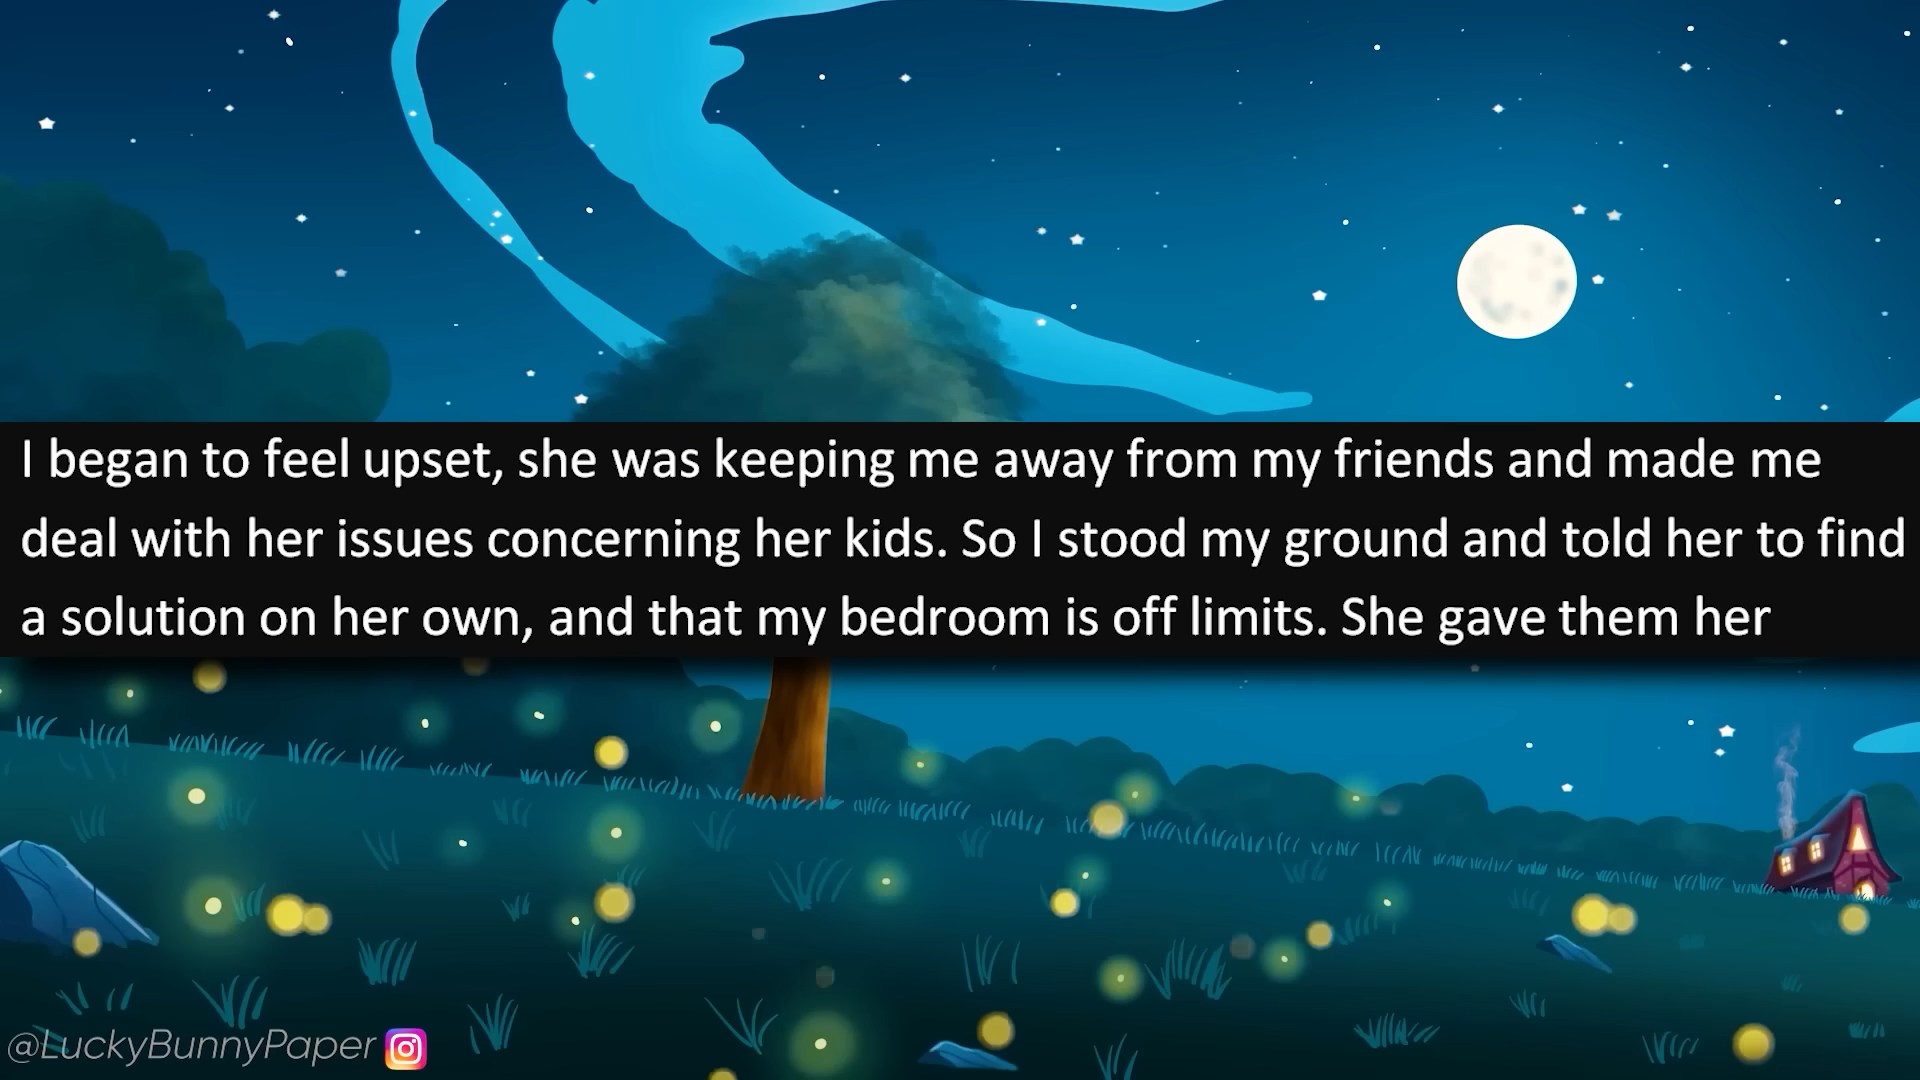 I began to feel upset, she was keeping me away from my friends and made me
deal with her issues concerning her kids. So I stood my ground and told her to find
a solution on her own, and that my bedroom is off limits. She gave them her
@LuckyBunnyPaper